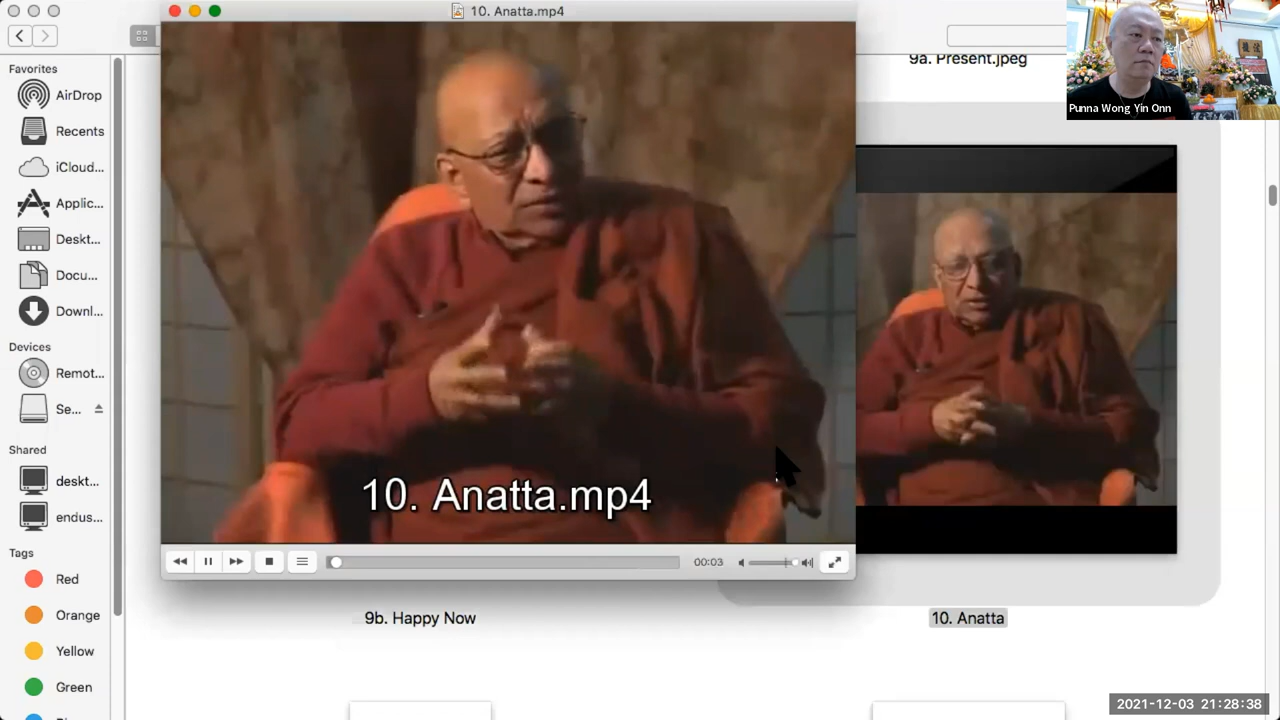 10. Anatta.mp4
9a. Present.jpeg
Punna Wong Yin Onn
Favorites
AirDrop
Recents
iCloud...
Applic...
Deskt...
Docu...
Downl...
Devices
Remot...
Se...
Shared
deskt...
endus...
Tags
Red
Orange
Yellow
Green
10. Anatta.mp4
00:03
9b. Happy Now
10. Anatta
2021-12-03 21:28:38